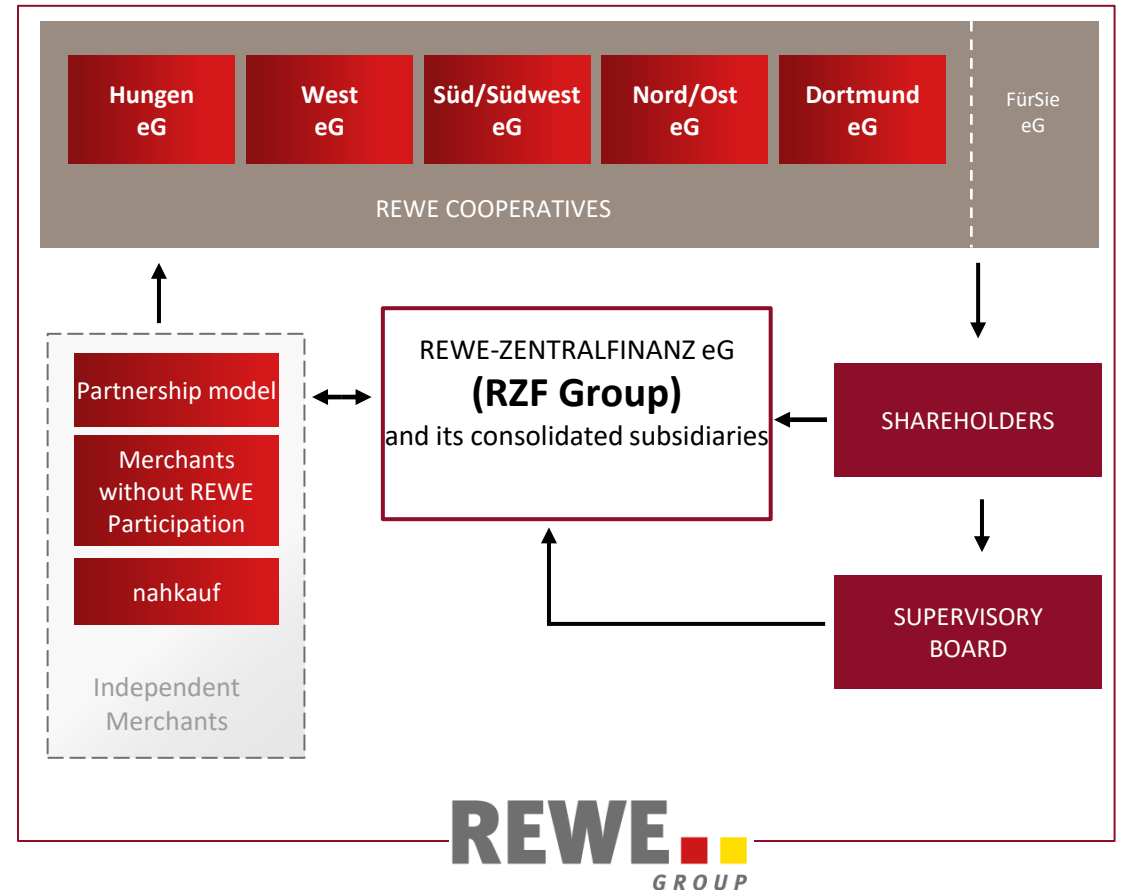 Hungen
eG
West
eG
Süd/Südwest
eG
Nord/Ost
eG
Dortmund
eG
FürSie
eG
REWE COOPERATIVES
Partnership model
Merchants
without REWE
Participation
nahkauf
Independent
Merchants
REWE-ZENTRALFINANZ eG
(RZF Group)
and its consolidated subsidiaries
SHAREHOLDERS
SUPERVISORY
BOARD
REWE
GROUP